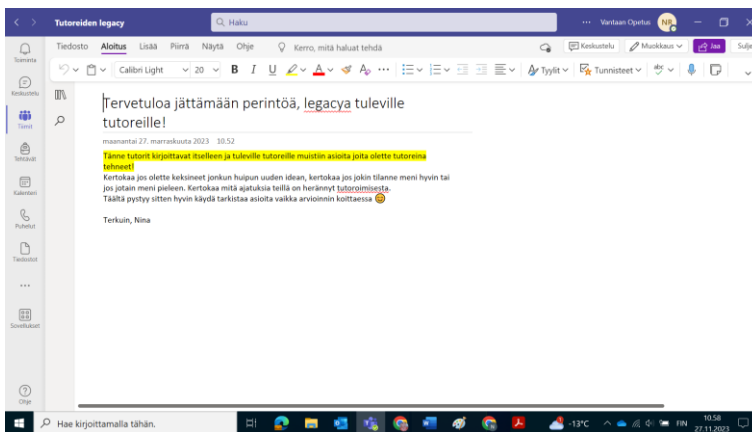 Tutoreiden legacy
Haku
Vantaan Opetus
NR
Tiedosto Aloitus Lisää Piirrä Näytä Ohje Kerro, mitä haluat tehdä
Keskustelu Muokkaus Jaa Sulje
Calibri Light 20 B I U A Tyylit Tunnisteet
Toiminta
Keskustelu
Tiimit
Tehtävät
Kalenteri
Puhelut
Tiedostot
Sovellukset
Ohje
Tervetuloa jättämään perintöä, legacya tuleville
tutoreille!
maanantai 27. marraskuuta 2023 10.52
Tänne tutorit kirjoittavat itselleen ja tuleville tutoreille muistiin asioita joita olette tutoreina
tehneet!
Kertokaa jos olette keksineet jonkun huipun uuden idean, kertokaa jos jokin tilanne meni hyvin tai
jos jotain meni pieleen. Kertokaa mitä ajatuksia teillä on herännyt tutoroimisesta.
Täältä pystyy sitten hyvin käydä tarkistaa asioita vaikka arvioinnin koittaessa
Terkuin, Nina
Hae kirjoittamalla tähän.
-13°C
FIN
10.58
27.11.2023